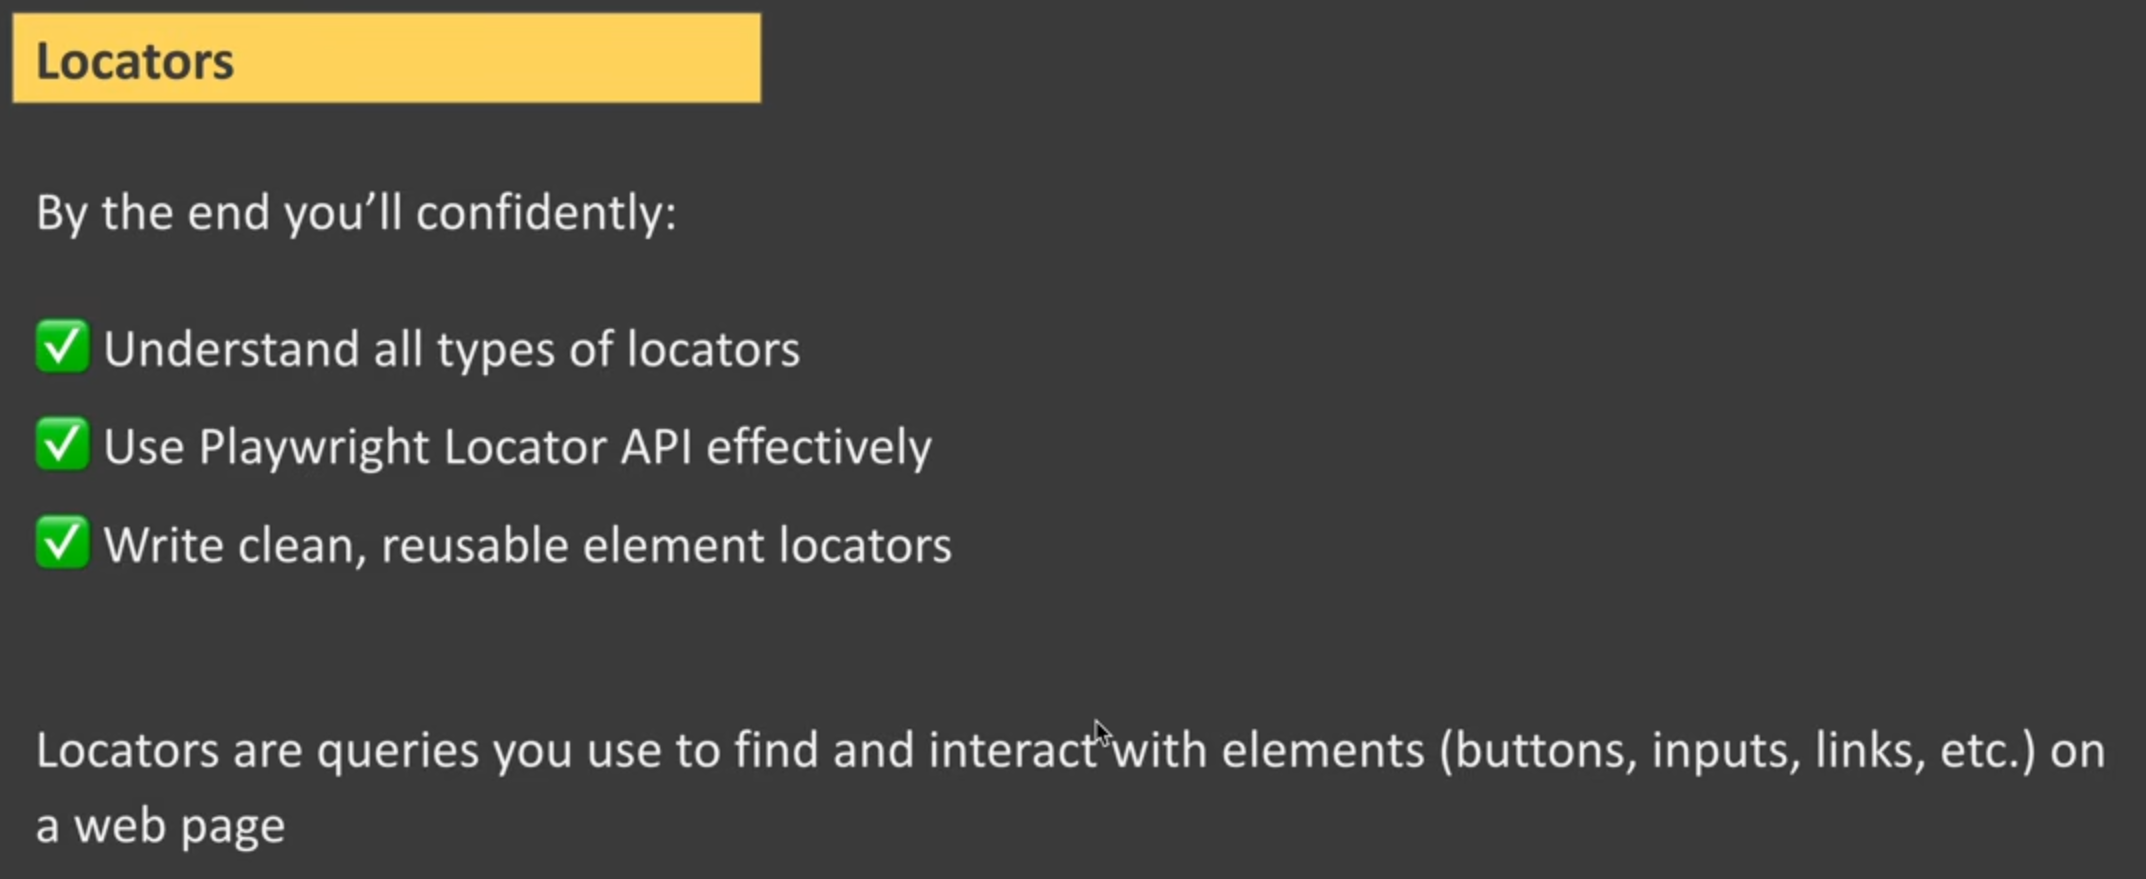 Locators
By the end you’ll confidently:
✅ Understand all types of locators
✅ Use Playwright Locator API effectively
✅ Write clean, reusable element locators
Locators are queries you use to find and interact with elements (buttons, inputs, links, etc.) on
a web page